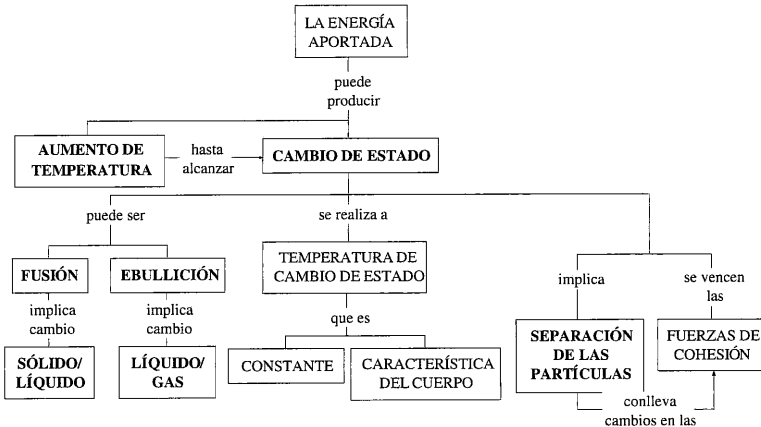 LA ENERGÍA
APORTADA
puede
producir
AUMENTO DE
TEMPERATURA
hasta
alcanzar
CAMBIO DE ESTADO
puede ser
se realiza a
FUSIÓN
EBULLICIÓN
TEMPERATURA DE
CAMBIO DE ESTADO
implica
se vencen
las
implica
cambio
implica
cambio
que es
SÓLIDO/
LÍQUIDO
LÍQUIDO/
GAS
CONSTANTE
CARACTERÍSTICA
DEL CUERPO
SEPARACIÓN
DE LAS
PARTÍCULAS
FUERZAS DE
COHESIÓN
conlleva
cambios en las